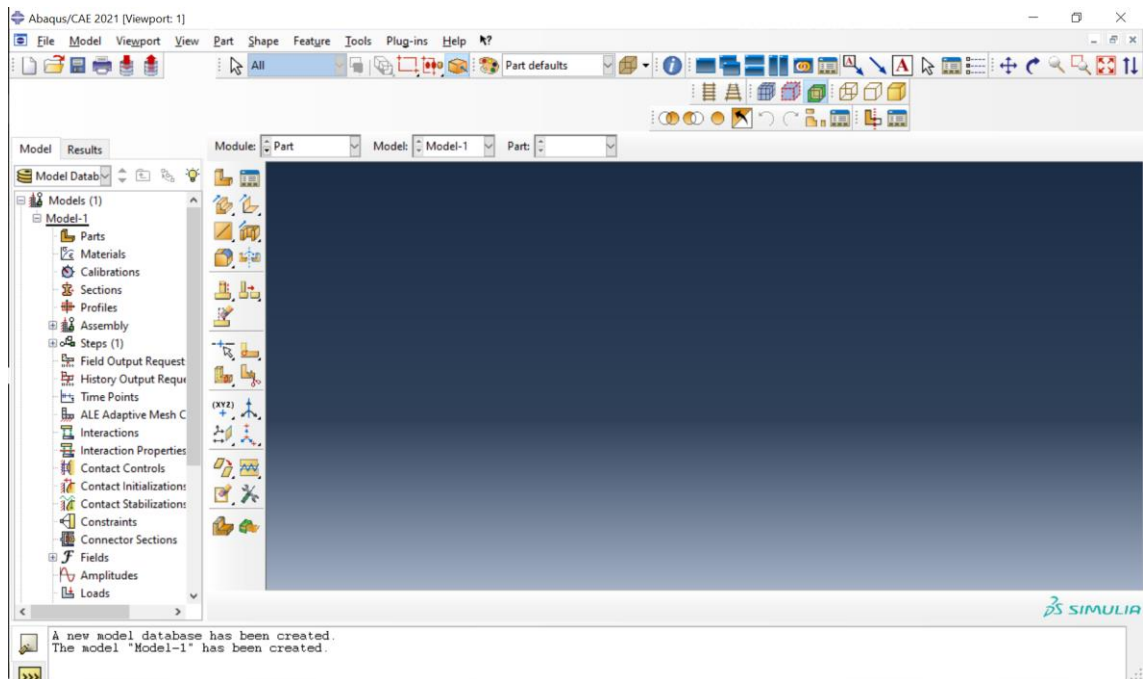 Abaqus/CAE 2021 [Viewport: 1]
File Model Viewport View Part Shape Feature Tools Plug-ins Help
All Part defaults
A A
Model Results Module: Part Model: Model-1 Part:
Model Datab
Models (1)
Model-1
Parts
Materials
Calibrations
Sections
Profiles
Assembly
Steps (1)
Field Output Request
History Output Reque
(XYZ)
Time Points
ALE Adaptive Mesh C
Interactions
Interaction Properties
Contact Controls
Contact Initializations
Contact Stabilizations
Constraints
Connector Sections
Fields
Amplitudes
Loads
SIMULIA
A new model database has been created.
The model "Model-1" has been created.
>>>